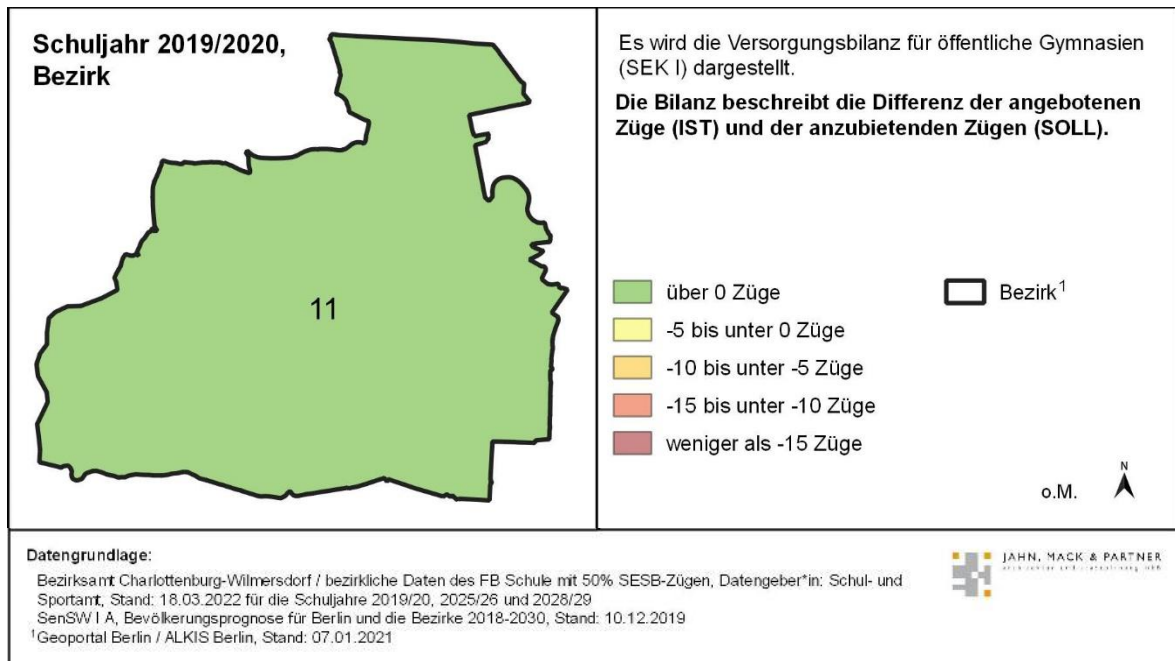 Schuljahr 2019/2020,
Bezirk
11
Es wird die Versorgungsbilanz für öffentliche Gymnasien
(SEK I) dargestellt.
Die Bilanz beschreibt die Differenz der angebotenen
Züge (IST) und der anzubietenden Zügen (SOLL).
über 0 Züge
-5 bis unter 0 Züge
-10 bis unter -5 Züge
-15 bis unter -10 Züge
weniger als -15 Züge
Bezirk¹
o.M.
N
Datengrundlage:
Bezirksamt Charlottenburg-Wilmersdorf / bezirkliche Daten des FB Schule mit 50% SESB-Zügen, Datengeber*in: Schul- und
Sportamt, Stand: 18.03.2022 für die Schuljahre 2019/20, 2025/26 und 2028/29
SenSW I A, Bevölkerungsprognose für Berlin und die Bezirke 2018-2030, Stand: 10.12.2019
¹Geoportal Berlin / ALKIS Berlin, Stand: 07.01.2021
JAHN, MACK & PARTNER